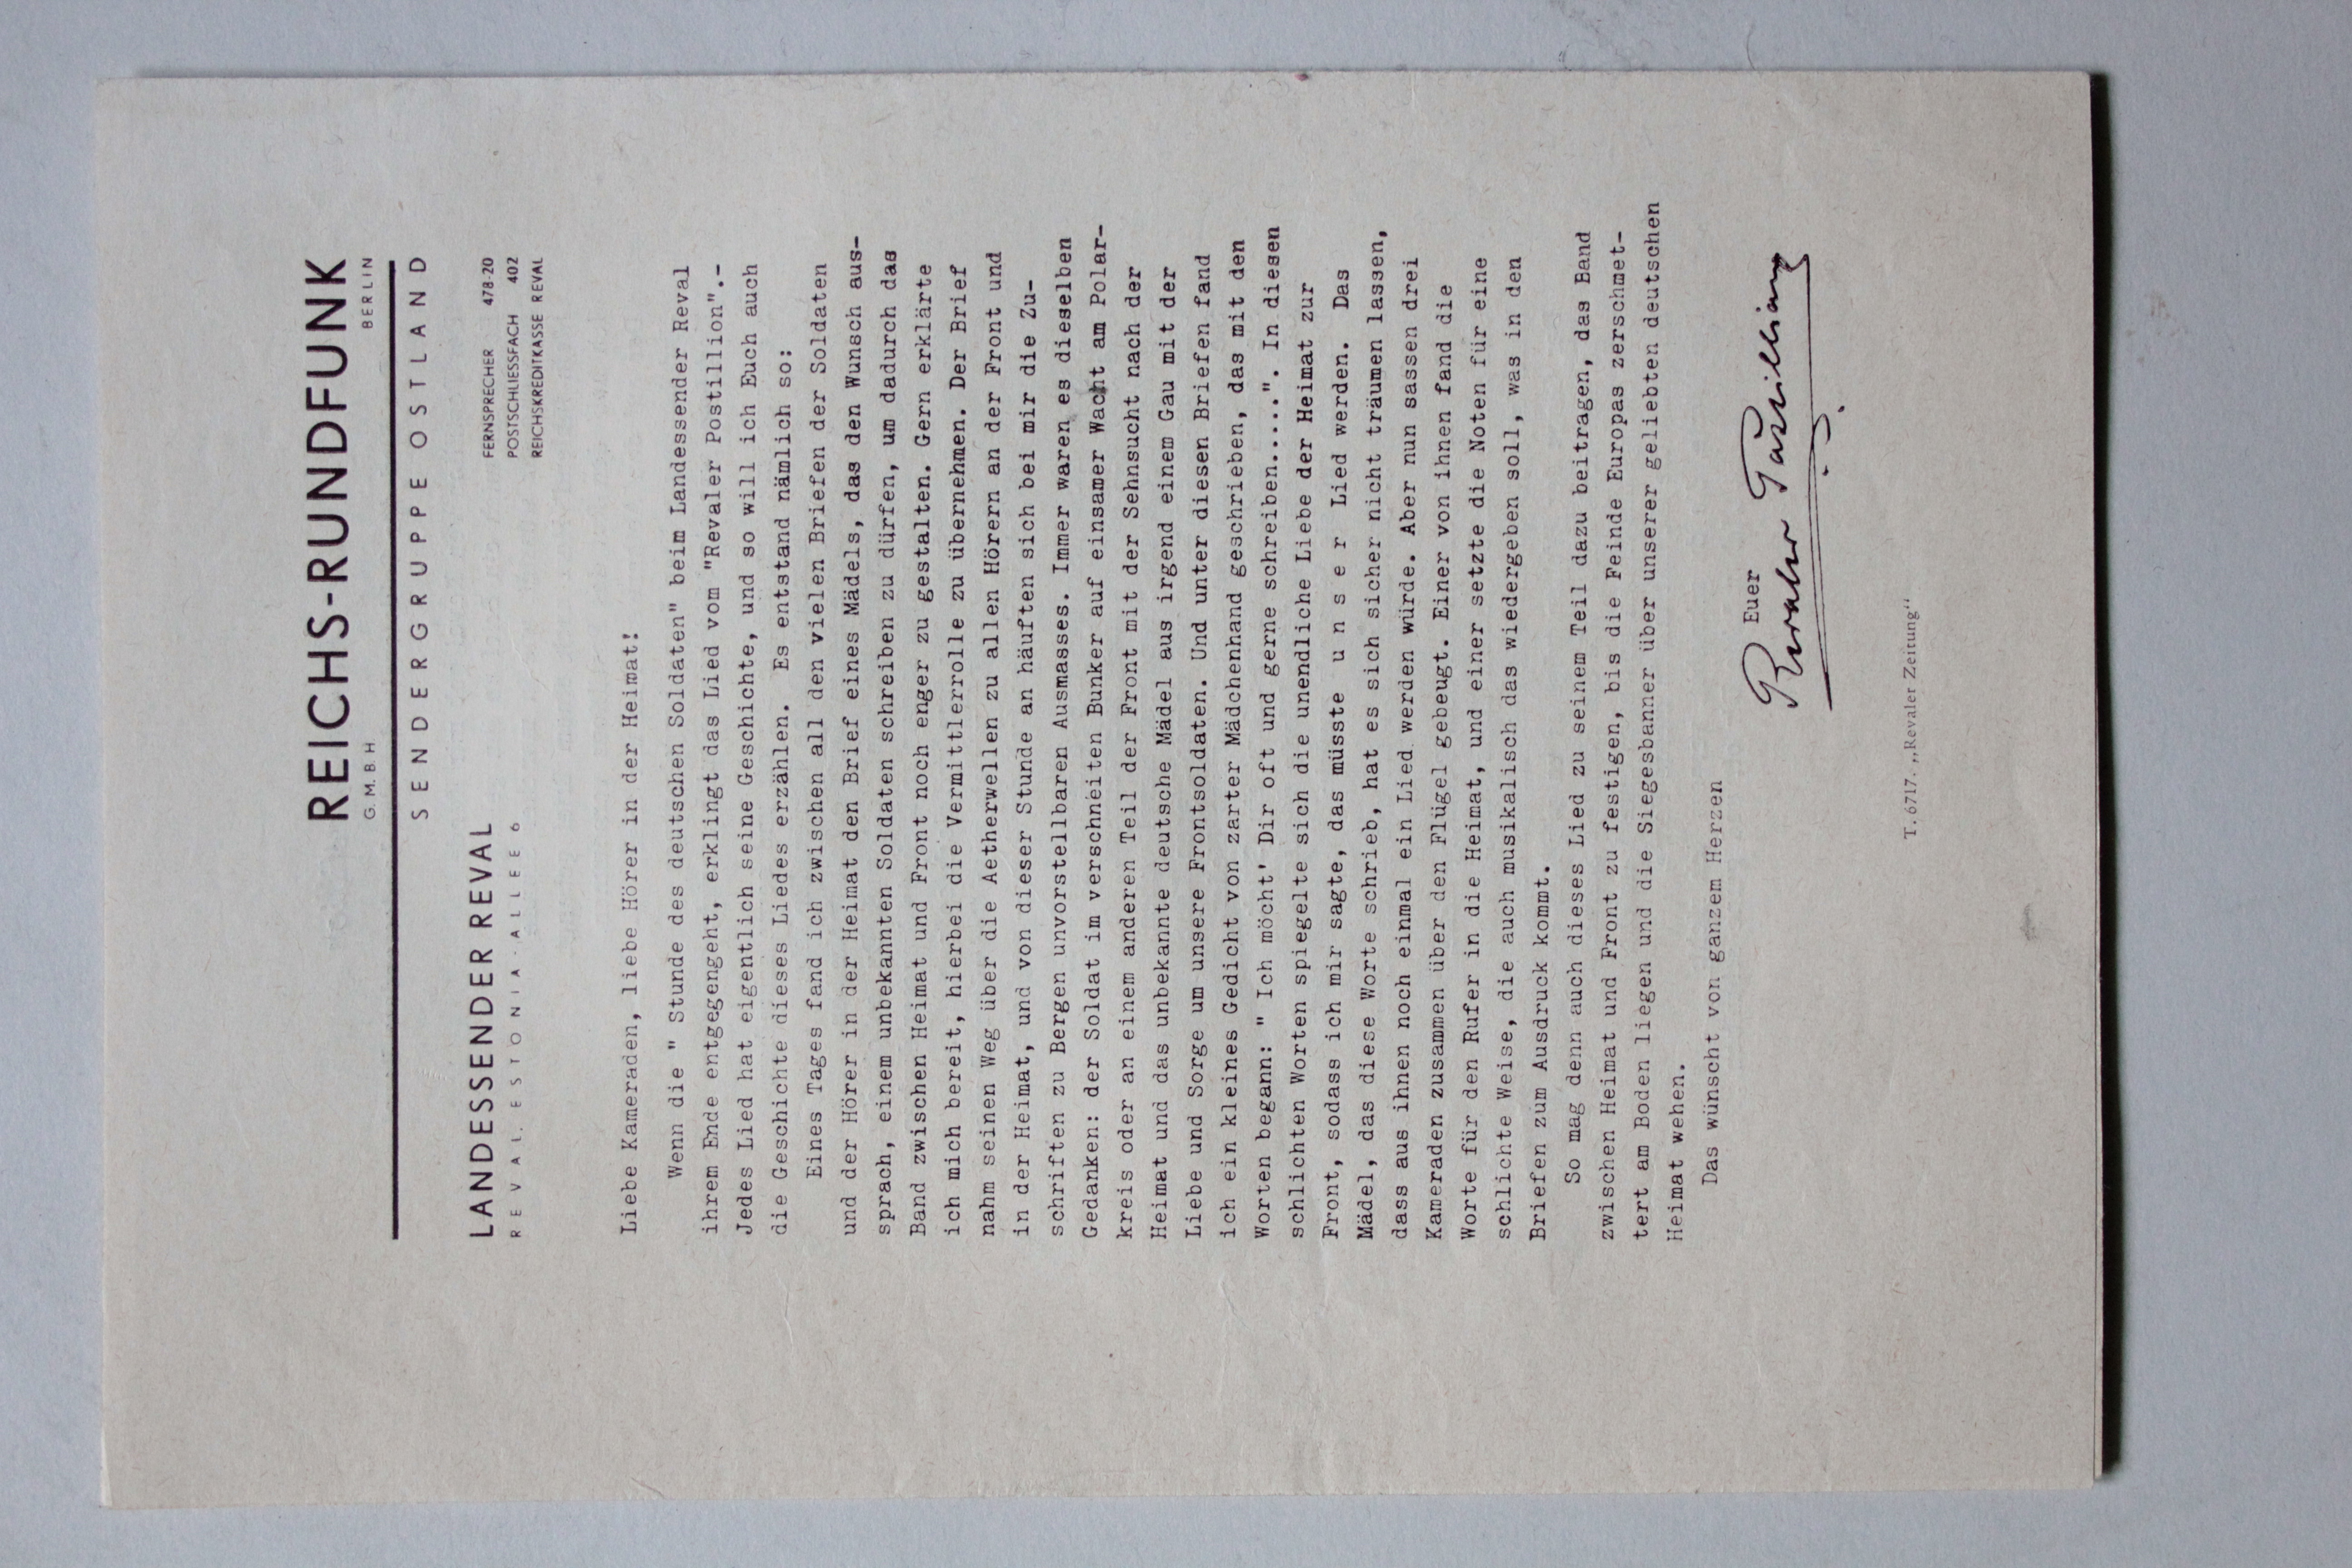 REICHS-RUNDFUNK
G. M. B. H BERLIN
SENDERGRUPPE OSTLAND
LANDESSENDER REVAL
REVAL. ESTONIA-ALLEE 6
FERNSPRECHER 478-20
POSTSCHLIESSFACH 402
REICHSKREDITKASSE REVAL
Liebe Kameraden, liebe Hörer in der Heimat!
Wenn die " Stunde des deutschen Soldaten" beim Landessender Reval
ihrem Ende entgegengeht, erklingt das Lied vom "Revaler Postillion".-
Jedes Lied hat eigentlich seine Geschichte, und so will ich Euch auch
die Geschichte dieses Liedes erzählen. Es entstand nämlich so:
Eines Tages fand ich zwischen all den vielen Briefen der Soldaten
und der Hörer in der Heimat den Brief eines Mädels, das den Wunsch aus-
sprach, einem unbekannten Soldaten schreiben zu dürfen, um dadurch das
Band zwischen Heimat und Front noch enger zu gestalten. Gern erklärte
ich mich bereit, hierbei die Vermittlerrolle zu übernehmen. Der Brief
nahm seinen Weg über die Aetherwellen zu allen Hörern an der Front und
in der Heimat, und von dieser Stunde an häuften sich bei mir die Zu-
schriften zu Bergen unvorstellbaren Ausmasses. Immer waren es dieselben
Gedanken: der Soldat im verschneiten Bunker auf einsamer Wacht am Polar-
kreis oder an einem anderen Teil der Front mit der Sehnsucht nach der
Heimat und das unbekannte deutsche Mädel aus irgend einem Gau mit der
Liebe und Sorge um unsere Frontsoldaten. Und unter diesen Briefen fand
ich ein kleines Gedicht von zarter Mädchenhand geschrieben, das mit den
Worten begann: " Ich möcht' Dir oft und gerne schreiben.....". In diesen
schlichten Worten spiegelte sich die unendliche Liebe der Heimat zur
Front, sodass ich mir sagte, das müsste u n s e r Lied werden. Das
Mädel, das diese Worte schrieb, hat es sich sicher nicht träumen lassen,
dass aus ihnen noch einmal ein Lied werden würde. Aber nun sassen drei
Kameraden zusammen über den Flügel gebeugt. Einer von ihnen fand die
Worte für den Rufer in die Heimat, und einer setzte die Noten für eine
schlichte Weise, die auch musikalisch das wiedergeben soll, was in den
Briefen zum Ausdruck kommt.
So mag denn auch dieses Lied zu seinem Teil dazu beitragen, das Band
zwischen Heimat und Front zu festigen, bis die Feinde Europas zerschmet-
tert am Boden liegen und die Siegesbanner über unserer geliebten deutschen
Heimat wehen.
Das wünscht von ganzem Herzen
Euer
Revaler
T. 6717. „Revaler Zeitung“